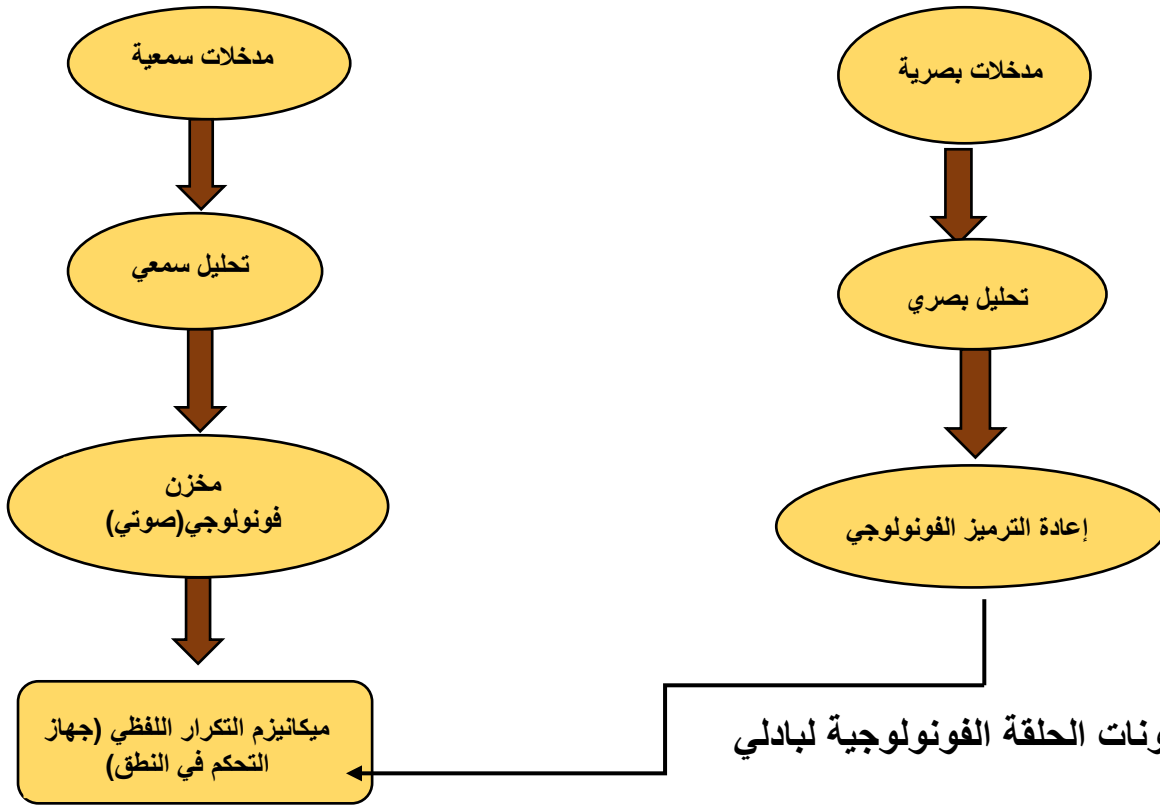 مدخلات سمعية
مدخلات بصرية
تحليل سمعي
تحليل بصري
مخزن
فونولوجي(صوتي)
إعادة الترميز الفونولوجي
ميكانيزم التكرار اللفظي (جهاز
التحكم في النطق)
الحلقة الفونولوجية لبادلي